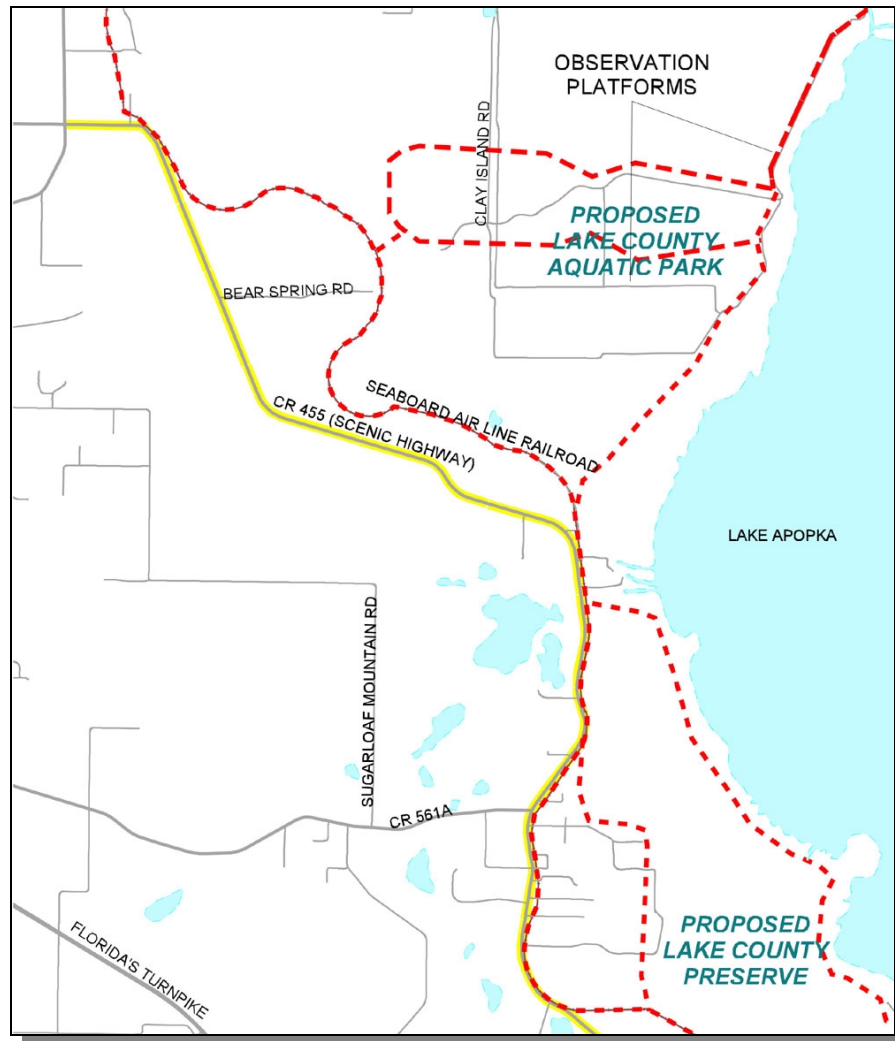 OBSERVATION
PLATFORMS
CLAY ISLAND RD
PROPOSED
LAKE COUNTY
AQUATIC PARK
BEAR SPRING RD
SEABOARD AIR LINE RAILROAD
CR 455 (SCENIC HIGHWAY)
LAKE APOPKA
SUGARLOAF MOUNTAIN RD
CR 561A
PROPOSED
LAKE COUNTY
PRESERVE
FLORIDA'S TURNPIKE